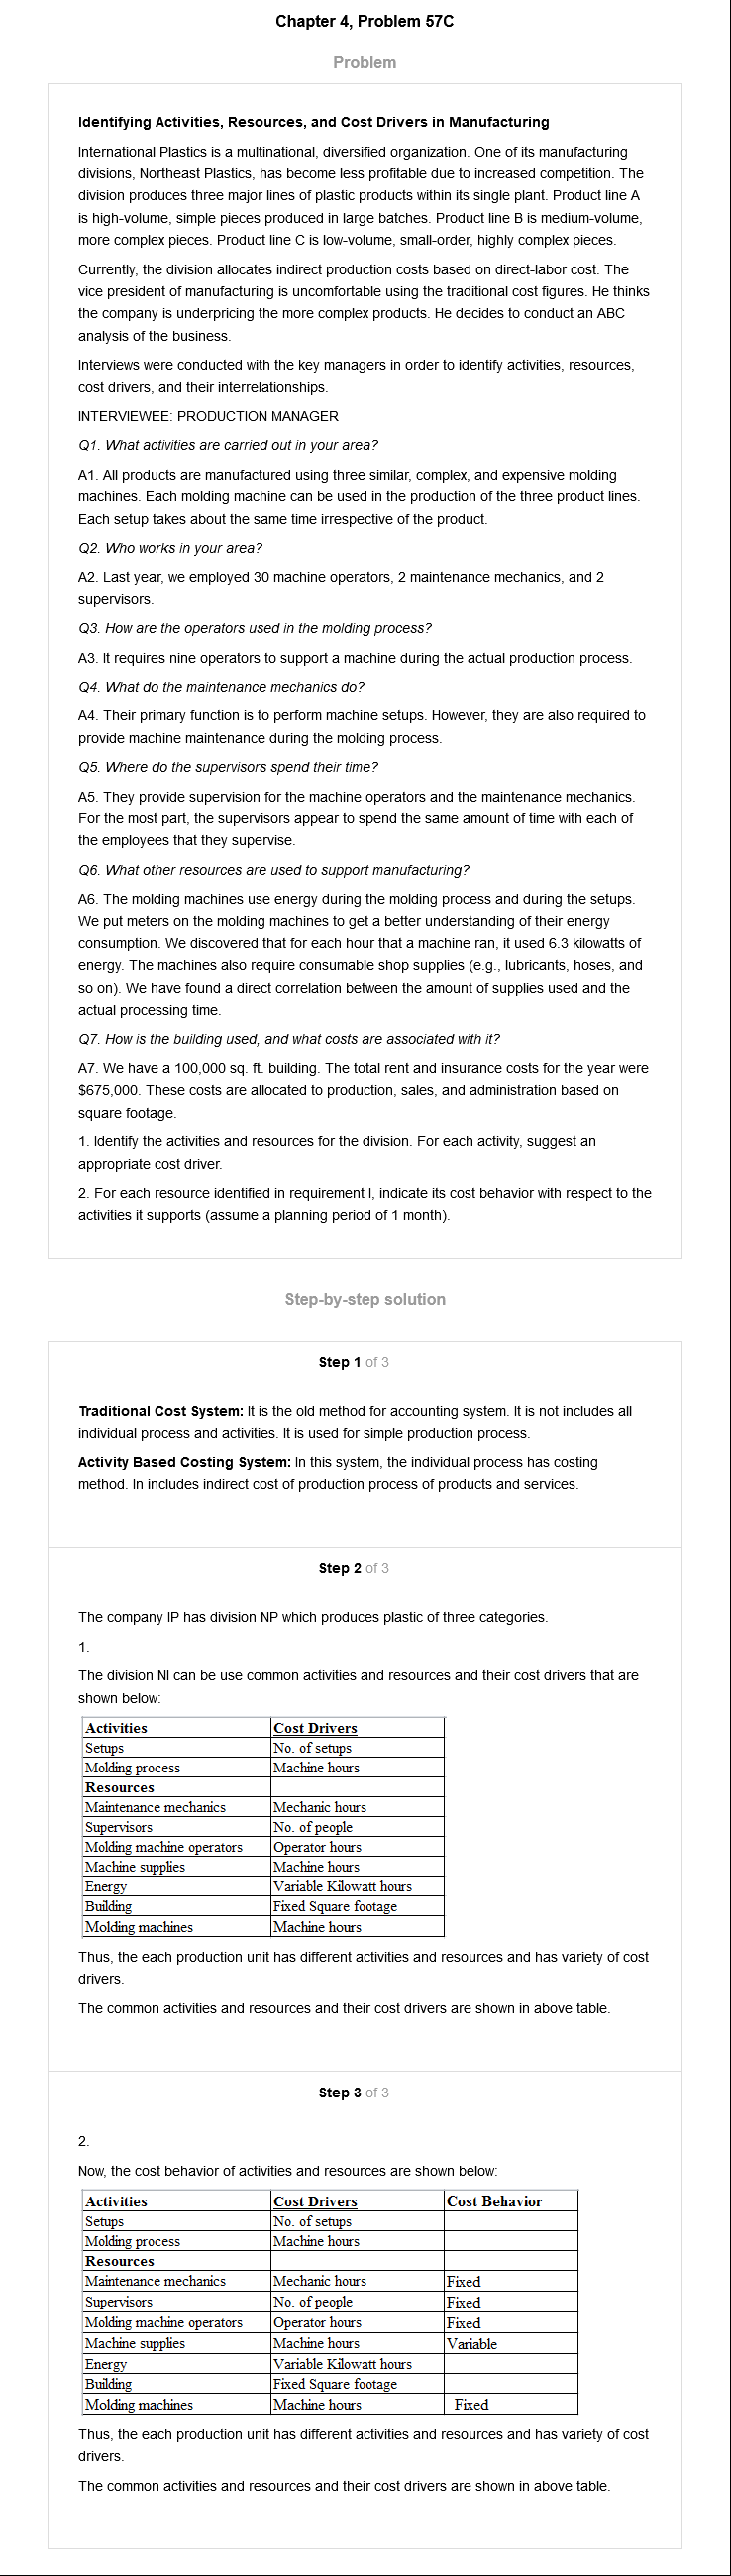 Chapter 4, Problem 57C
Problem
Identifying Activities, Resources, and Cost Drivers in Manufacturing
International Plastics is a multinational, diversified organization. One of its manufacturing
divisions, Northeast Plastics, has become less profitable due to increased competition. The
division produces three major lines of plastic products within its single plant. Product line A
is high-volume, simple pieces produced in large batches. Product line B is medium-volume,
more complex pieces. Product line C is low-volume, small-order, highly complex pieces.
Currently, the division allocates indirect production costs based on direct-labor cost. The
vice president of manufacturing is uncomfortable using the traditional cost figures. He thinks
the company is underpricing the more complex products. He decides to conduct an ABC
analysis of the business.
Interviews were conducted with the key managers in order to identify activities, resources,
cost drivers, and their interrelationships.
INTERVIEWEE: PRODUCTION MANAGER
Q1. What activities are carried out in your area?
A1. All products are manufactured using three similar, complex, and expensive molding
machines. Each molding machine can be used in the production of the three product lines.
Each setup takes about the same time irrespective of the product.
Q2. Who works in your area?
A2. Last year, we employed 30 machine operators, 2 maintenance mechanics, and 2
supervisors.
Q3. How are the operators used in the molding process?
A3. It requires nine operators to support a machine during the actual production process.
Q4. What do the maintenance mechanics do?
A4. Their primary function is to perform machine setups. However, they are also required to
provide machine maintenance during the molding process.
Q5. Where do the supervisors spend their time?
A5. They provide supervision for the machine operators and the maintenance mechanics.
For the most part, the supervisors appear to spend the same amount of time with each of
the employees that they supervise.
Q6. What other resources are used to support manufacturing?
A6. The molding machines use energy during the molding process and during the setups.
We put meters on the molding machines to get a better understanding of their energy
consumption. We discovered that for each hour that a machine ran, it used 6.3 kilowatts of
energy. The machines also require consumable shop supplies (e.g., lubricants, hoses, and
so on). We have found a direct correlation between the amount of supplies used and the
actual processing time.
Q7. How is the building used, and what costs are associated with it?
A7. We have a 100,000 sq. ft. building. The total rent and insurance costs for the year were
$675,000. These costs are allocated to production, sales, and administration based on
square footage.
1. Identify the activities and resources for the division. For each activity, suggest an
appropriate cost driver.
2. For each resource identified in requirement l, indicate its cost behavior with respect to the
activities it supports (assume a planning period of 1 month).
Step-by-step solution
Step 1 of 3
Traditional Cost System: It is the old method for accounting system. It is not includes all
individual process and activities. It is used for simple production process.
Activity Based Costing System: In this system, the individual process has costing
method. In includes indirect cost of production process of products and services.
Step 2 of 3
The company IP has division NP which produces plastic of three categories.
1.
The division NI can be use common activities and resources and their cost drivers that are
shown below:
Activities Cost Drivers
Setups No. of setups
Molding process Machine hours
Resources
Maintenance mechanics Mechanic hours
Supervisors No. of people
Molding machine operators Operator hours
Machine supplies Machine hours
Energy Variable Kilowatt hours
Building Fixed Square footage
Molding machines Machine hours
Thus, the each production unit has different activities and resources and has variety of cost
drivers.
The common activities and resources and their cost drivers are shown in above table.
Step 3 of 3
2.
Now, the cost behavior of activities and resources are shown below:
Activities Cost Drivers Cost Behavior
Setups No. of setups
Molding process Machine hours
Resources
Maintenance mechanics Mechanic hours Fixed
Supervisors No. of people Fixed
Molding machine operators Operator hours Fixed
Machine supplies Machine hours Variable
Energy Variable Kilowatt hours
Building Fixed Square footage
Molding machines Machine hours Fixed
Thus, the each production unit has different activities and resources and has variety of cost
drivers.
The common activities and resources and their cost drivers are shown in above table.